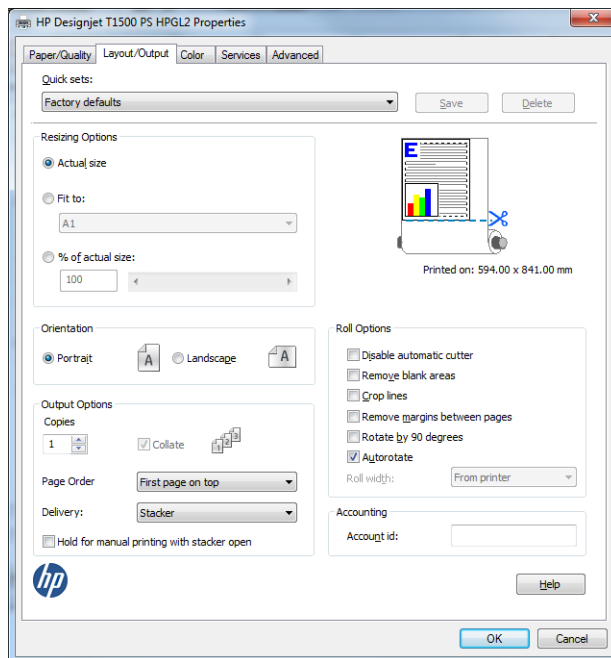 HP Designjet T1500 PS HPGL2 Properties
Paper/Quality Layout/Output Color Services Advanced
Quick sets:
Factory defaults Save Delete
Resizing Options
Actual size
Fit to:
A1
% of actual size:
100
E
Printed on: 594.00 x 841.00 mm
Orientation
Portrait A Landscape A
Output Options
Copies
1 Collate 1 2 3
Page Order First page on top
Delivery: Stacker
Hold for manual printing with stacker open
Roll Options
Disable automatic cutter
Remove blank areas
Crop lines
Remove margins between pages
Rotate by 90 degrees
Autorotate
Roll width: From printer
Accounting
Account id:
hp
Help
OK Cancel